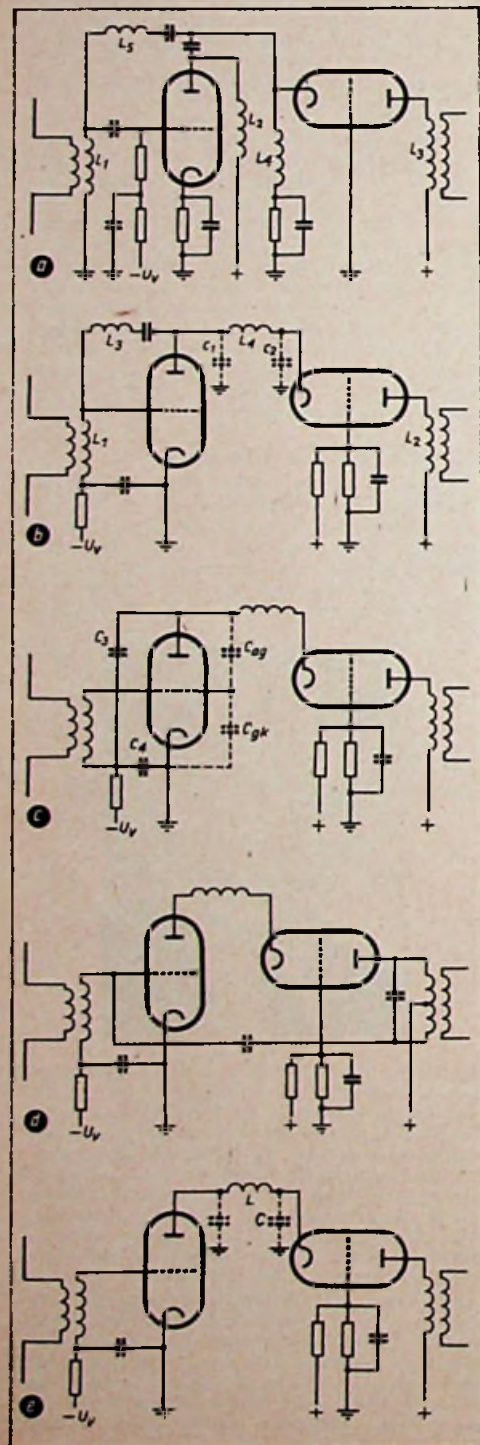 L5
L1
L2
L4
L3
−Uv
+
+
a
L3
C1
L4
C2
L1
L2
−Uv
+
+
b
C3
Cag
Cgk
C4
−Uv
+
+
c
−Uv
+
+
d
L
C
−Uv
+
+
e